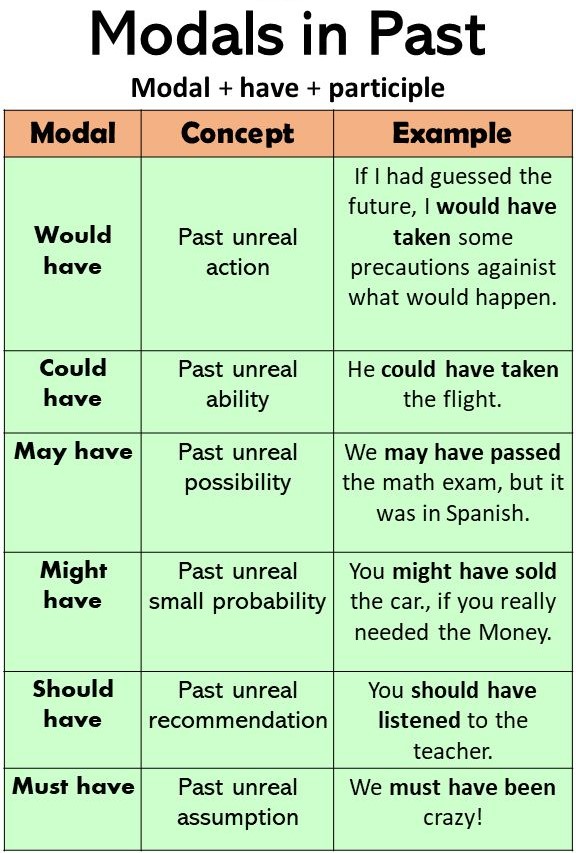 Modals in Past
Modal + have + participle
Modal Concept Example
Would
have
Past unreal
action
If I had guessed the
future, I would have
taken some
precautions againist
what would happen.
Could
have
Past unreal
ability
He could have taken
the flight.
May have
Past unreal
possibility
We may have passed
the math exam, but it
was in Spanish.
Might
have
Past unreal
small probability
You might have sold
the car., if you really
needed the Money.
Should
have
Past unreal
recommendation
You should have
listened to the
teacher.
Must have
Past unreal
assumption
We must have been
crazy!